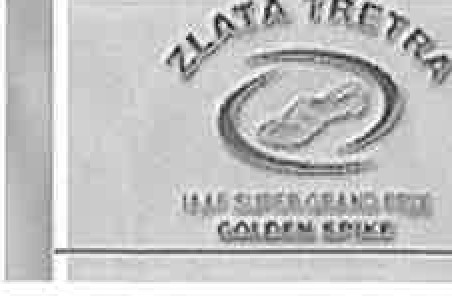 ZLATA TRETRA
IAAF SUPER GRAND PRIX
GOLDEN SPIKE